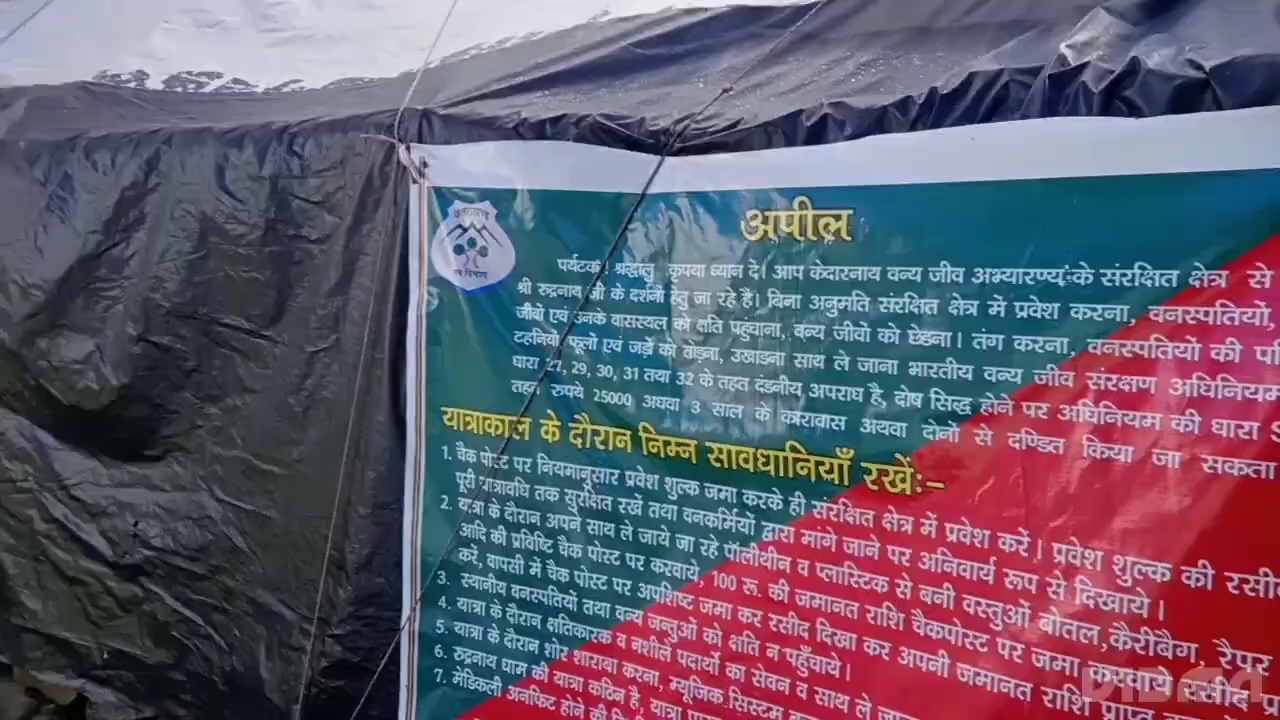 अपील
उत्तराखण्ड
वन विभाग
पर्यटकों श्रद्धालु कृपया ध्यान दें। आप केदारनाथ वन्य जीव अभ्यारण्य के संरक्षित क्षेत्र से
श्री रुद्रनाथ जी के दर्शनों हेतु जा रहे है। बिना अनुमति संरक्षित क्षेत्र में प्रवेश करना, वनस्पतियों,
जीवों एवं उनके वासस्थल को क्षति पहुंचाना, वन्य जीवों को छेड़ना। तंग करना, वनस्पतियों की
टहनियों फूलों एवं जड़ें को तोड़ना, उखाडना साथ ले जाना भारतीय वन्य जीव संरक्षण अधिनियम
धारा 27, 29, 30, 31 तथा 32 के तहत दंडनीय अपराध है, दोष सिद्ध होने पर अधिनियम की धारा
तहत रुपये 25000 अथवा 3 साल के कारावास अथवा दोनों से दण्डित किया जा सकता
यात्राकाल के दौरान निम्न सावधानियाँ रखें:-
1. चैक पोस्ट पर नियमानुसार प्रवेश शुल्क जमा करके ही संरक्षित क्षेत्र में प्रवेश करें। प्रवेश शुल्क की रसीद
पूरी यात्रावधि तक सुरक्षित रखें तथा वनकर्मियों द्वारा मांगे जाने पर अनिवार्य रूप से दिखाये।
2. यात्रा के दौरान अपने साथ ले जाये जा रहे पॉलीथीन व प्लास्टिक से बनी वस्तुओं बोतल,कैरीबैग, रैपर
आदि की प्रविष्टि चैक पोस्ट पर करवाये, 100 रू. की जमानत राशि चैकपोस्ट पर जमा करवाये रसीद
करें, वापसी में चैक पोस्ट पर अपशिष्ट जमा कर रसीद दिखा कर अपनी जमानत राशि प्राप्त
3. स्थानीय वनस्पतियों तथा वन्य जन्तुओं को क्षति न पहुँचाये।
4. यात्रा के दौरान क्षतिकारक व नशीले पदार्थो का सेवन व साथ ले
5. यात्रा के दौरान शोर शाराबा करना, म्यूजिक सिस्टम
6. रुद्रनाथ धाम की यात्रा कठिन है, यात्रा
7. मेडिकली अनफिट होने की